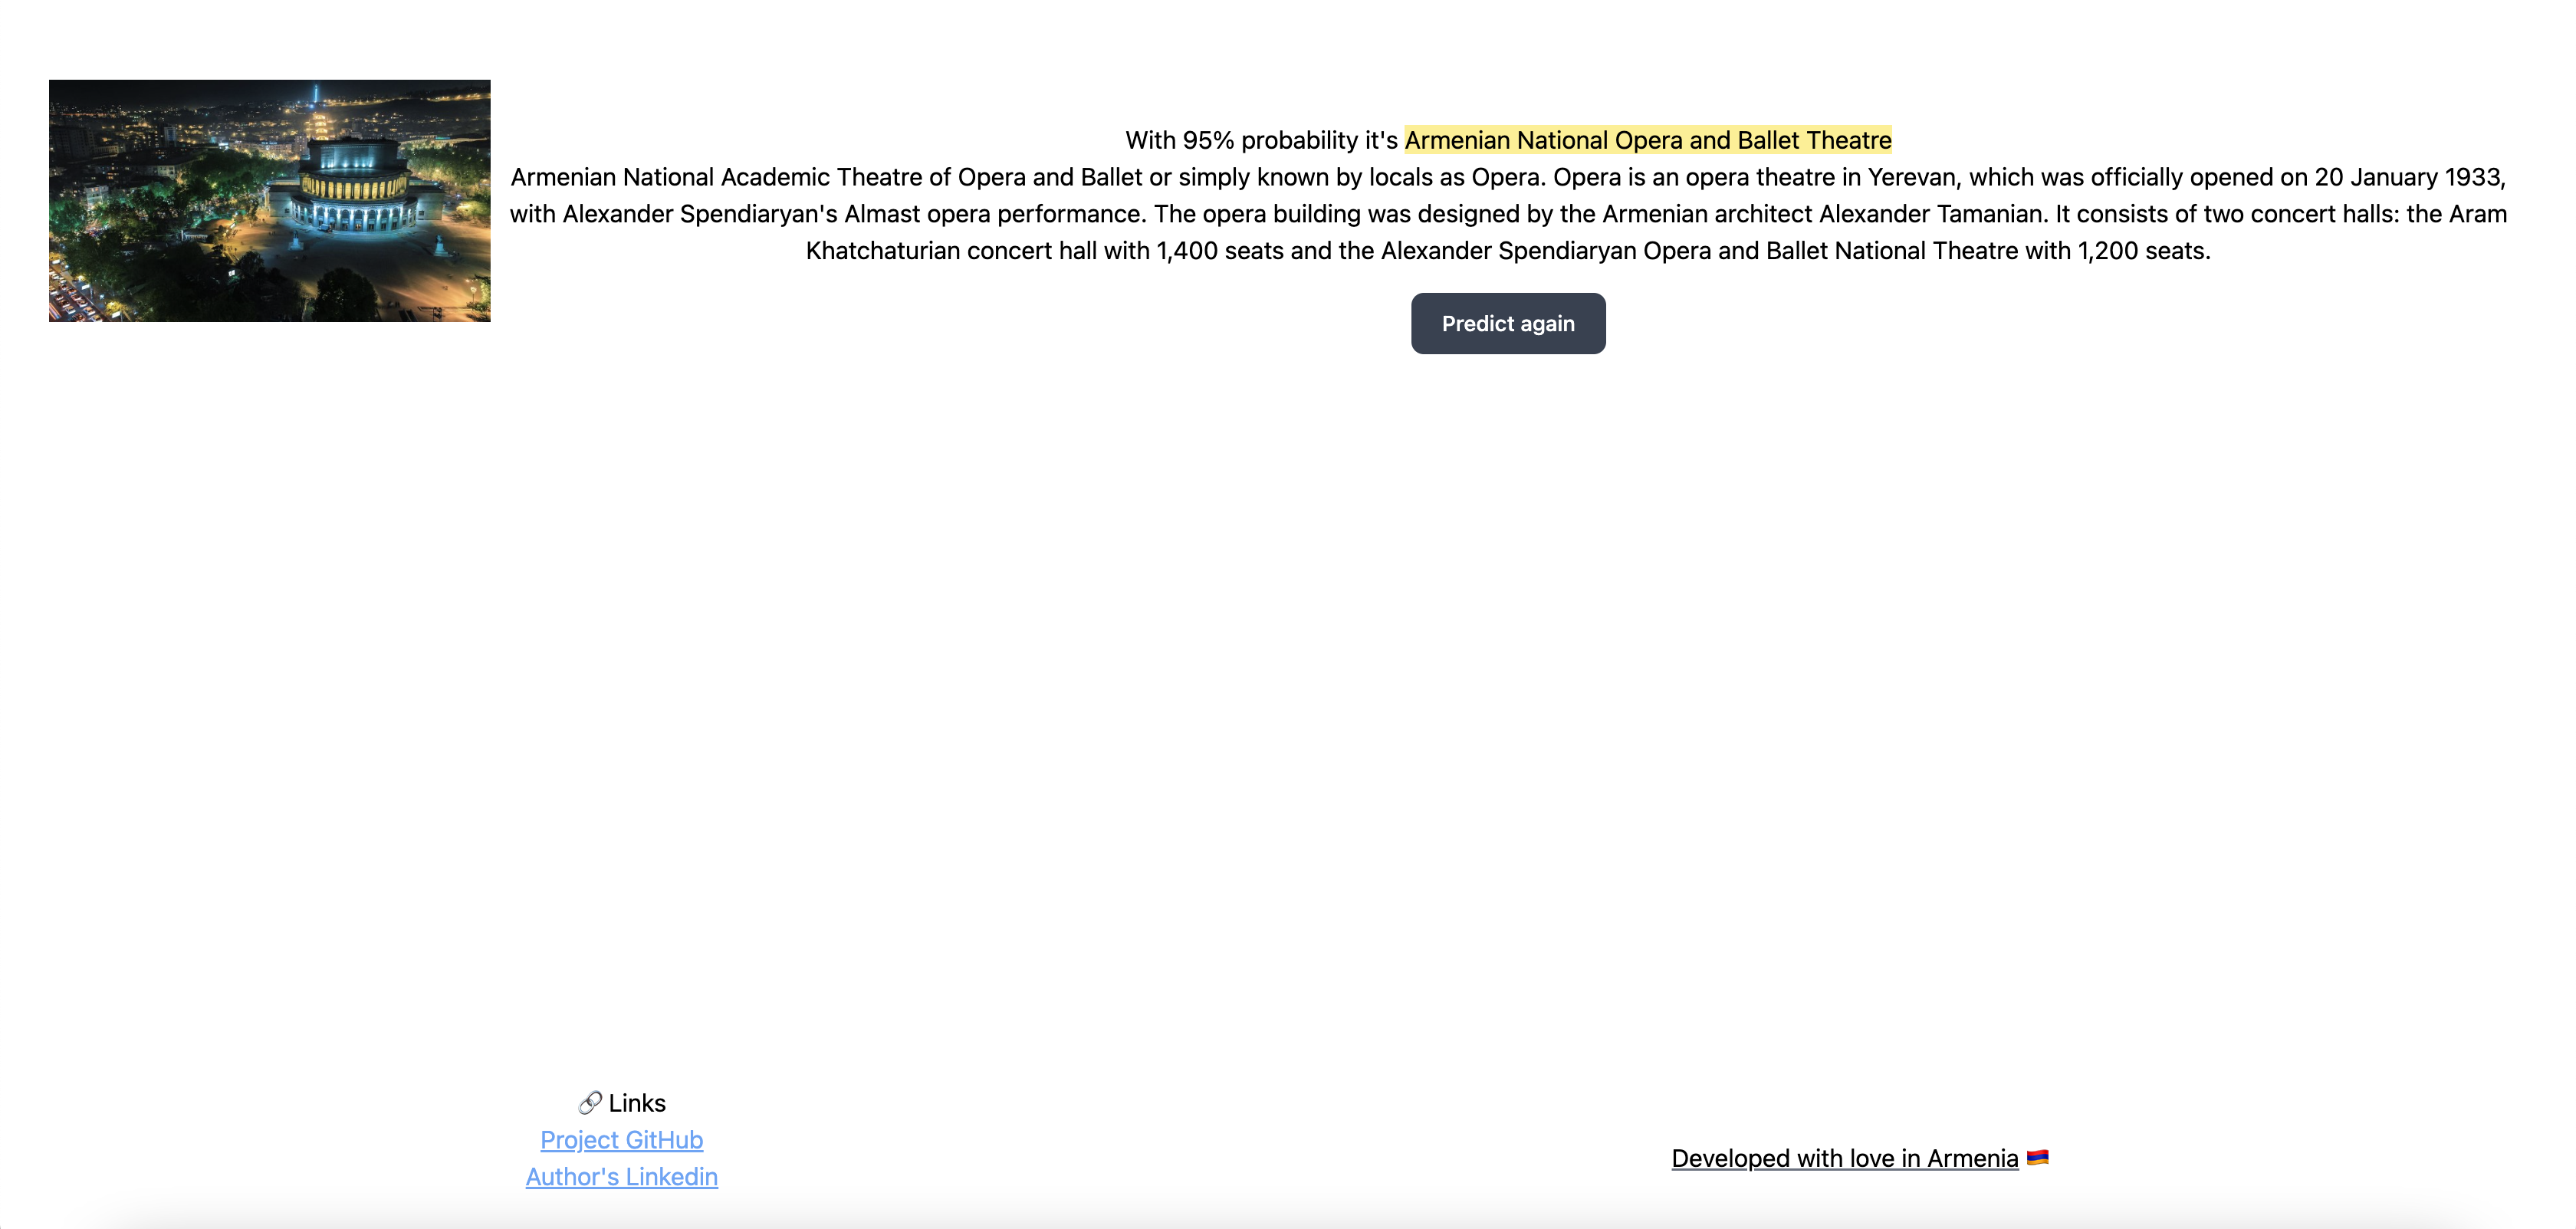 With 95% probability it's Armenian National Opera and Ballet Theatre
Armenian National Academic Theatre of Opera and Ballet or simply known by locals as Opera. Opera is an opera theatre in Yerevan, which was officially opened on 20 January 1933,
with Alexander Spendiaryan's Almast opera performance. The opera building was designed by the Armenian architect Alexander Tamanian. It consists of two concert halls: the Aram
Khatchaturian concert hall with 1,400 seats and the Alexander Spendiaryan Opera and Ballet National Theatre with 1,200 seats.
Predict again
🔗 Links
Project GitHub
Author's Linkedin
Developed with love in Armenia 🇦🇲